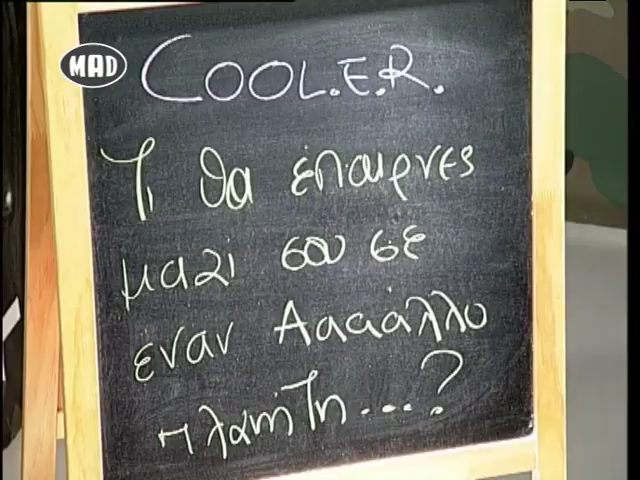 MAD
COOL.E.R.
Τι θα έπαιρνες
μαζί σου σε
έναν Αααάλλο
πλανήτη....?